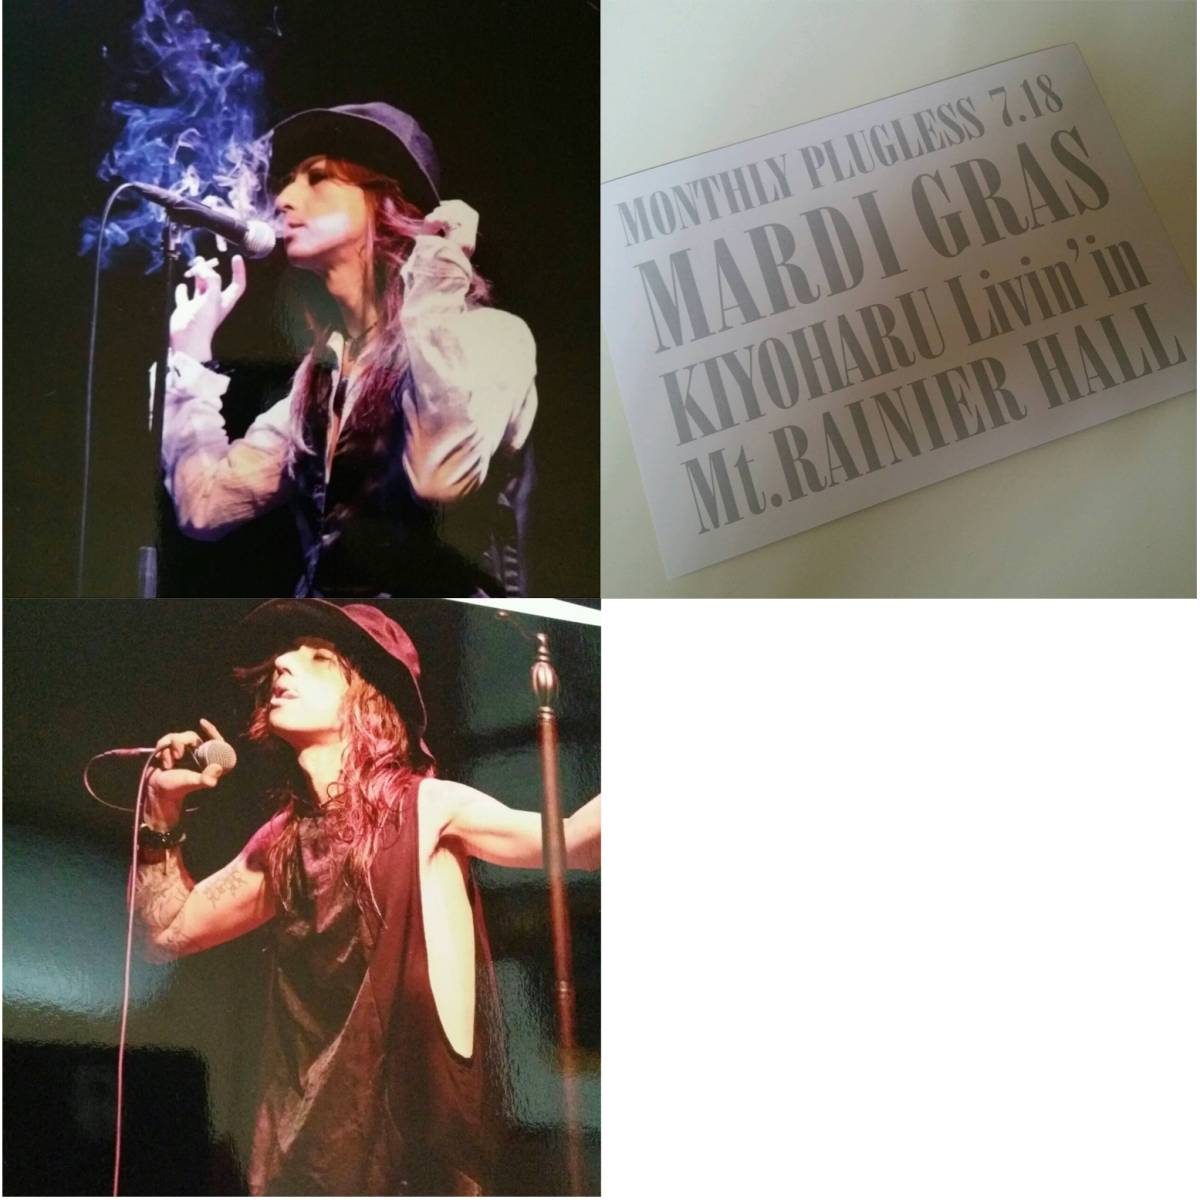 MONTHLY PLUGLESS 7.18
MARDI GRAS
KIYOHARU Livin' in
Mt.RAINIER HALL